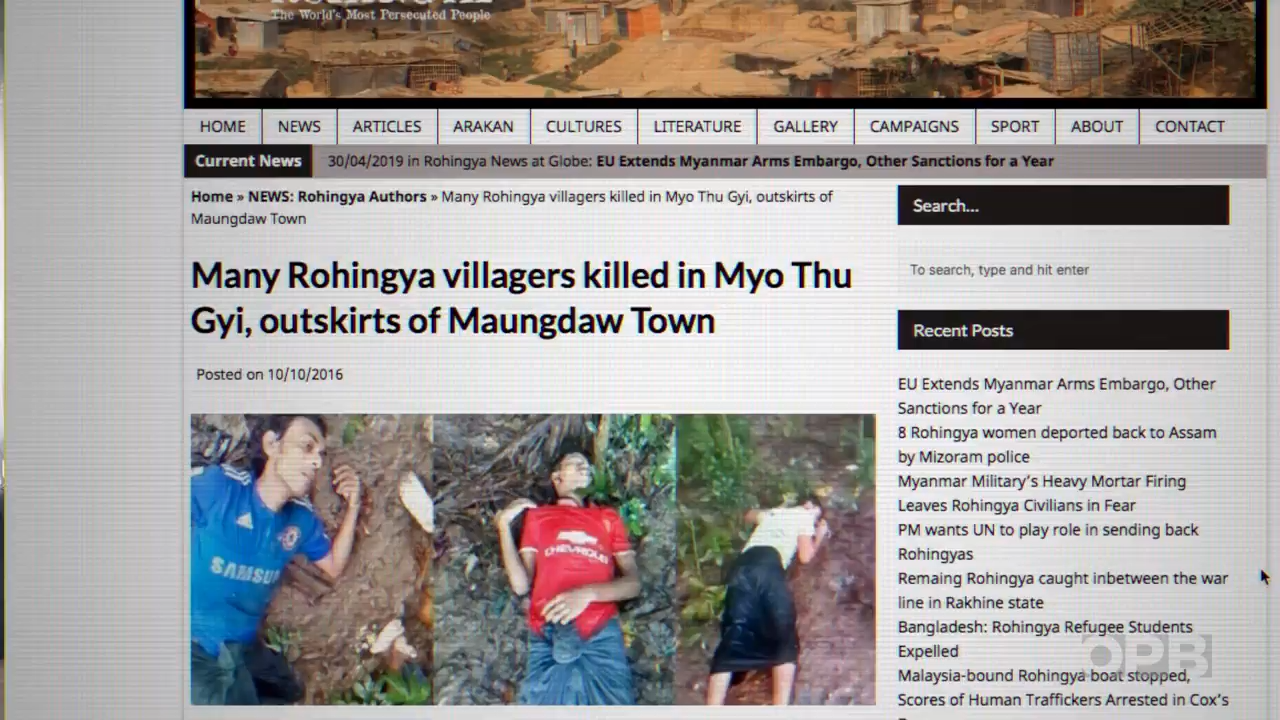 The World's Most Persecuted People
HOME NEWS ARTICLES ARAKAN CULTURES LITERATURE GALLERY CAMPAIGNS SPORT ABOUT CONTACT
Current News 30/04/2019 in Rohingya News at Globe: EU Extends Myanmar Arms Embargo, Other Sanctions for a Year
Home » NEWS: Rohingya Authors » Many Rohingya villagers killed in Myo Thu Gyi, outskirts of
Maungdaw Town
Many Rohingya villagers killed in Myo Thu
Gyi, outskirts of Maungdaw Town
Posted on 10/10/2016
SAMSU
CHEVROLE
Search...
To search, type and hit enter
Recent Posts
EU Extends Myanmar Arms Embargo, Other
Sanctions for a Year
8 Rohingya women deported back to Assam
by Mizoram police
Myanmar Military's Heavy Mortar Firing
Leaves Rohingya Civilians in Fear
PM wants UN to play role in sending back
Rohingyas
Remaing Rohingya caught inbetween the war
line in Rakhine state
Bangladesh: Rohingya Refugee Students
Expelled
Malaysia-bound Rohingya boat stopped,
Scores of Human Traffickers Arrested in Cox's
OPB